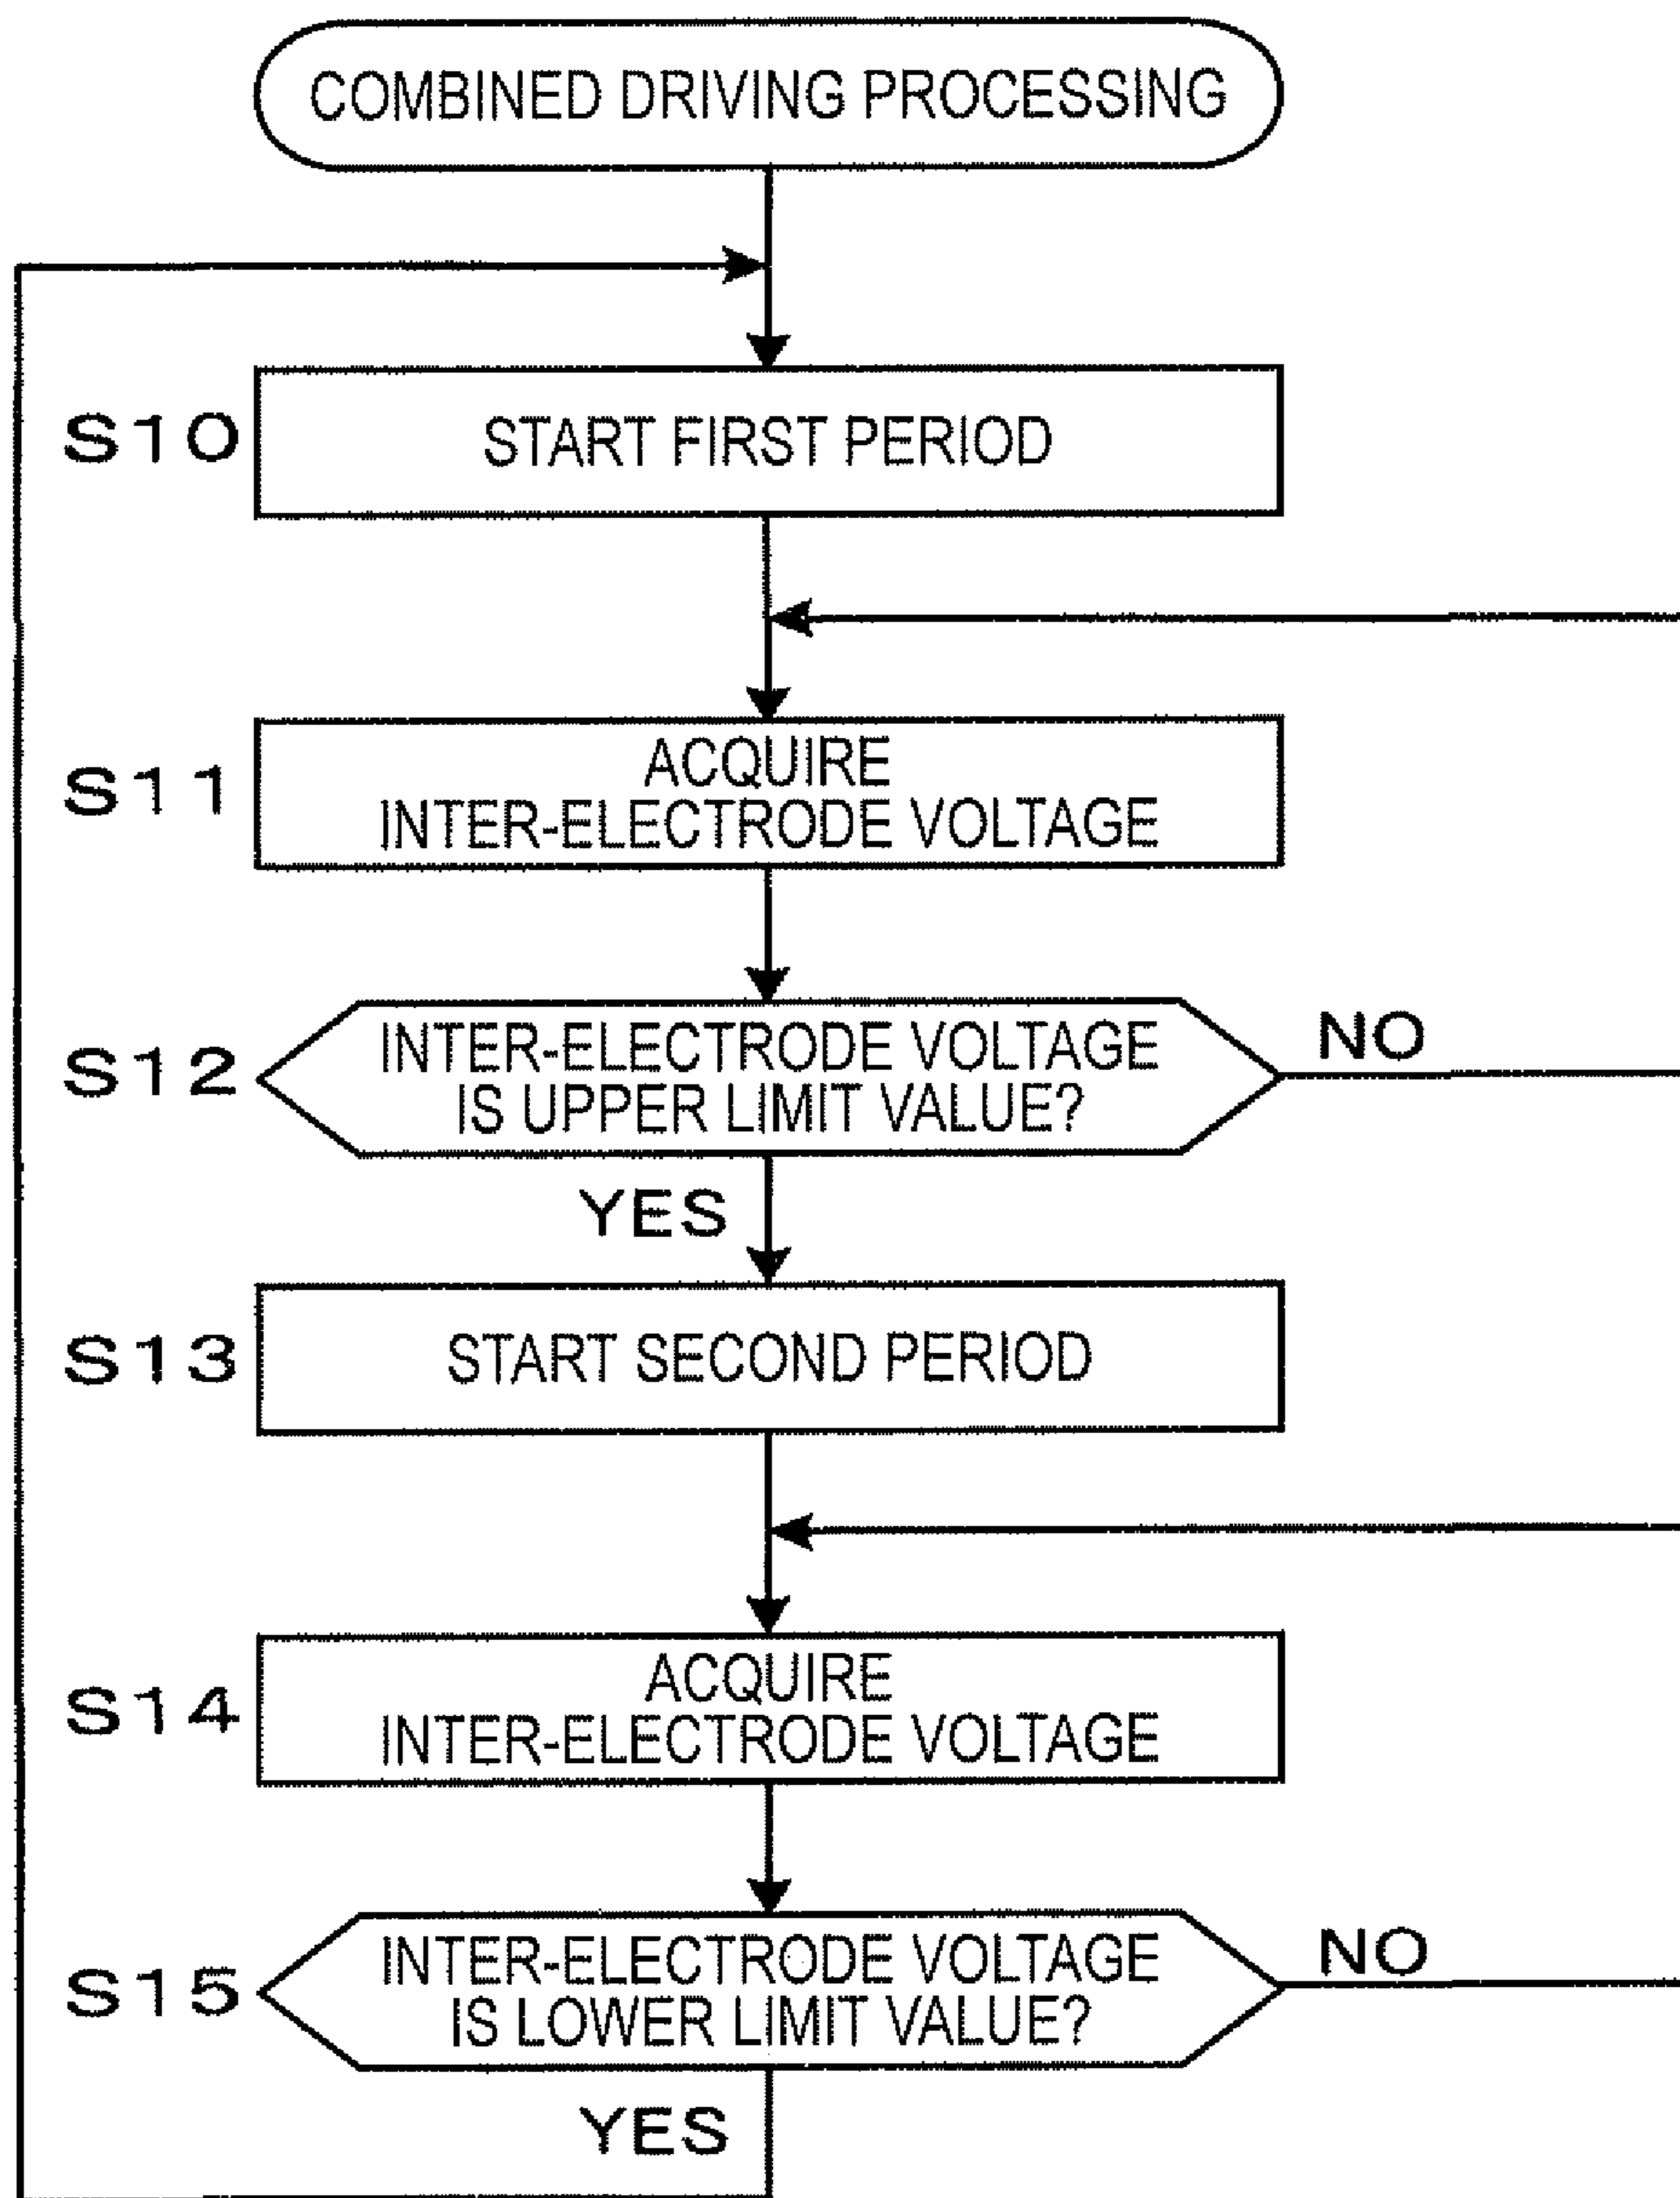 COMBINED DRIVING PROCESSING
S10
START FIRST PERIOD
S11
ACQUIRE
INTER-ELECTRODE VOLTAGE
S12
INTER-ELECTRODE VOLTAGE
IS UPPER LIMIT VALUE?
NO
YES
S13
START SECOND PERIOD
S14
ACQUIRE
INTER-ELECTRODE VOLTAGE
S15
INTER-ELECTRODE VOLTAGE
IS LOWER LIMIT VALUE?
NO
YES